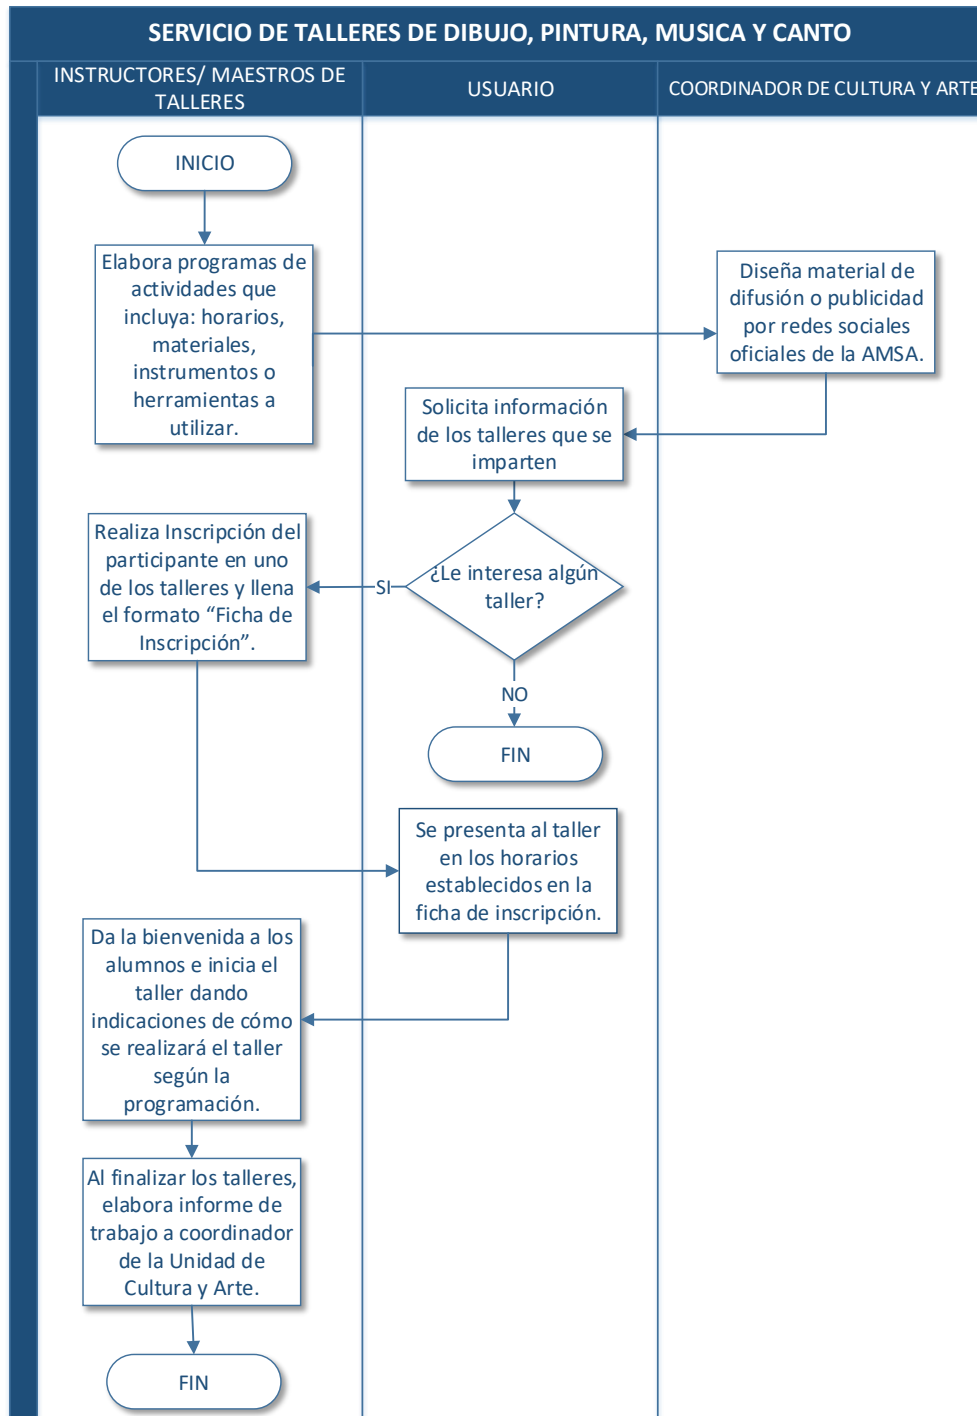 SERVICIO DE TALLERES DE DIBUJO, PINTURA, MUSICA Y CANTO
INSTRUCTORES/ MAESTROS DE
TALLERES
USUARIO
COORDINADOR DE CULTURA Y ARTE
INICIO
Elabora programas de
actividades que
incluya: horarios,
materiales,
instrumentos o
herramientas a
utilizar.
Diseña material de
difusión o publicidad
por redes sociales
oficiales de la AMSA.
Solicita información
de los talleres que se
imparten
¿Le interesa algún
taller?
SI
NO
Realiza Inscripción del
participante en uno
de los talleres y llena
el formato “Ficha de
Inscripción”.
FIN
Se presenta al taller
en los horarios
establecidos en la
ficha de inscripción.
Da la bienvenida a los
alumnos e inicia el
taller dando
indicaciones de cómo
se realizará el taller
según la
programación.
Al finalizar los talleres,
elabora informe de
trabajo a coordinador
de la Unidad de
Cultura y Arte.
FIN